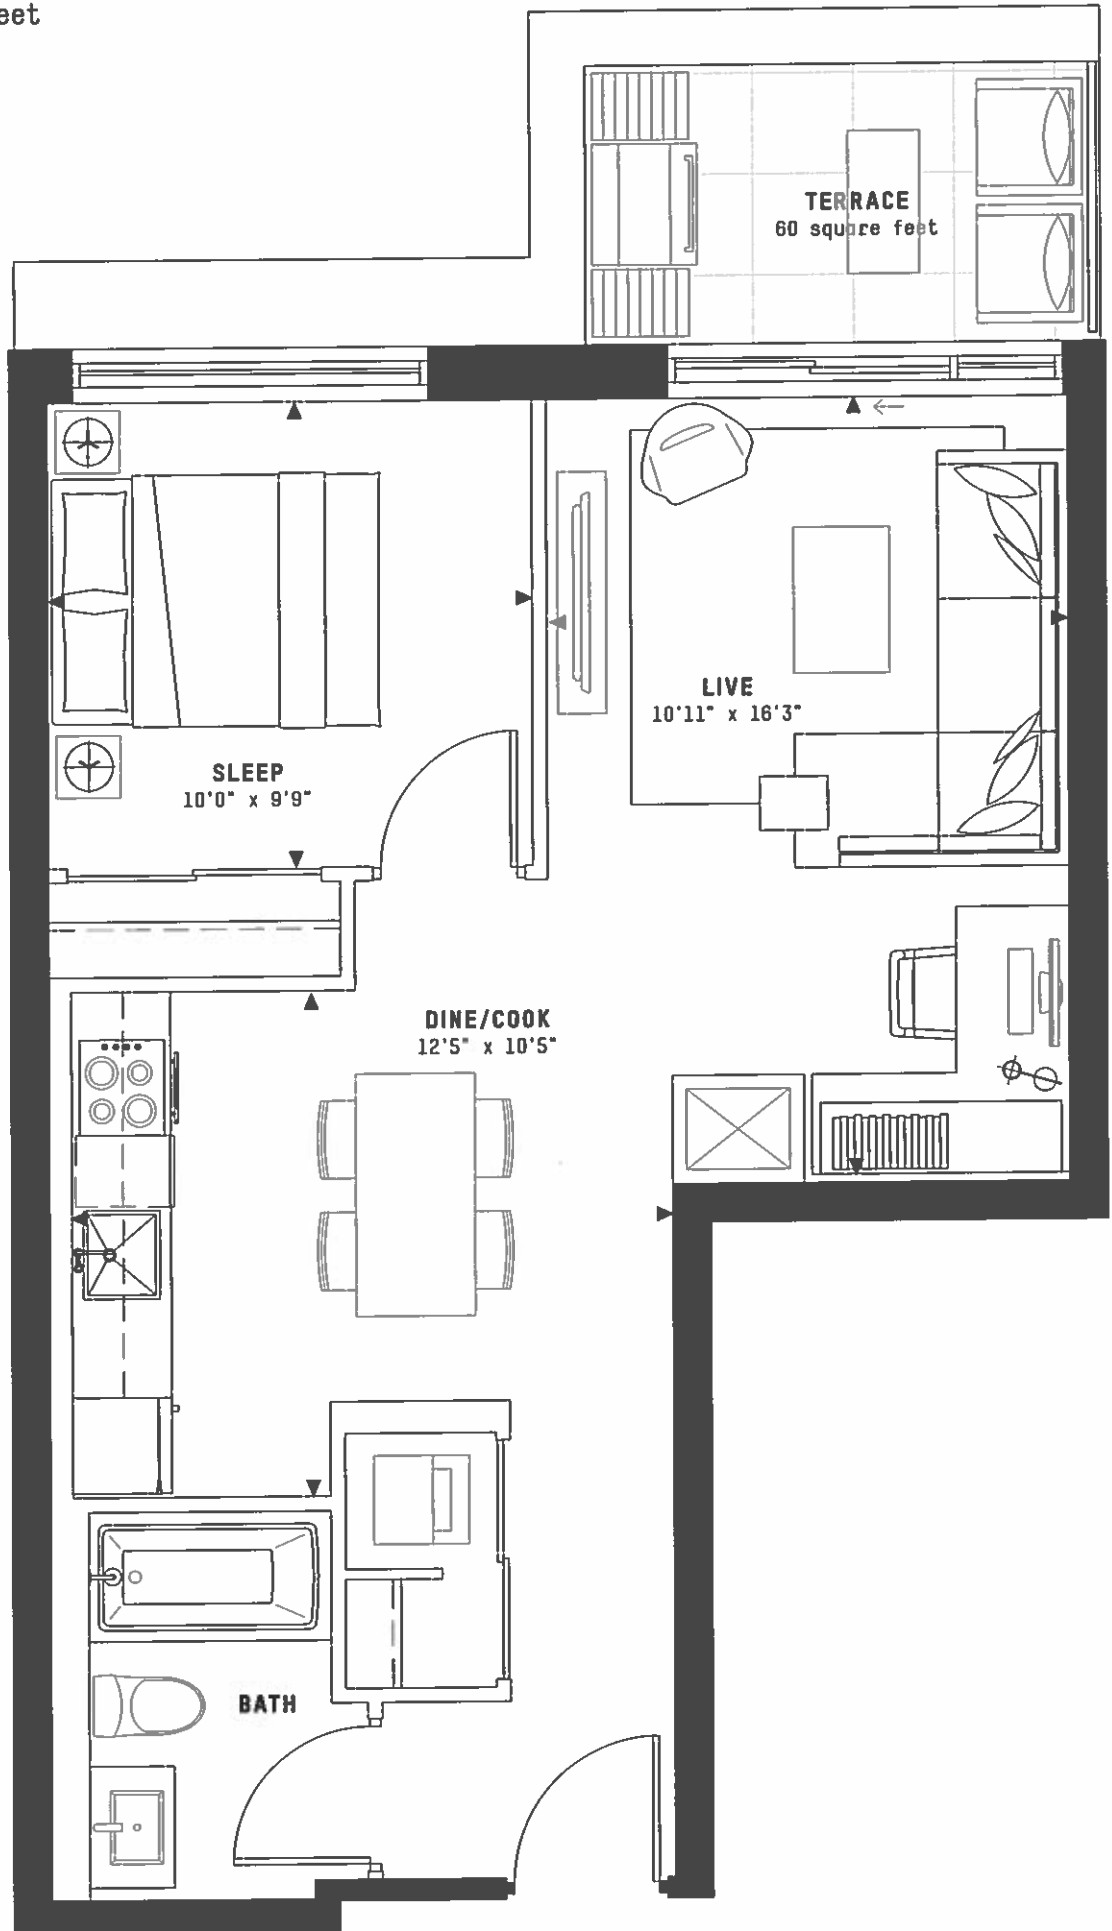 eet
TERRACE
60 square feet
LIVE
10'11" x 16'3"
SLEEP
10'0" x 9'9"
DINE/COOK
12'5" x 10'5"
BATH